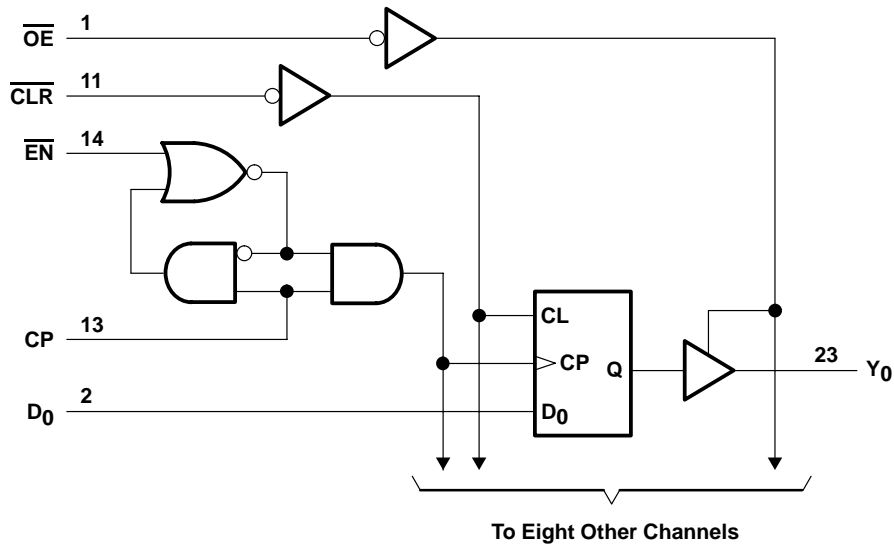 OE 1
CLR 11
EN 14
CP 13
D0 2
CL
CP
Q
D0
23 Y0
To Eight Other Channels